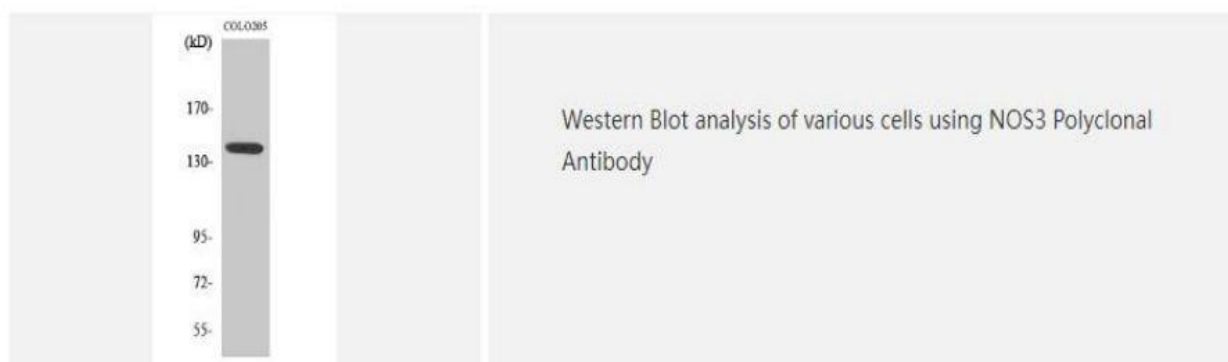 COLO205
(kD)
170-
130-
95-
72-
55-
Western Blot analysis of various cells using NOS3 Polyclonal
Antibody